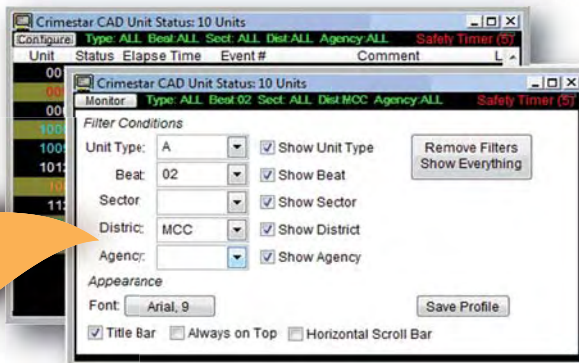 Crimestar CAD Unit Status: 10 Units
Configure Type: ALL Beat:ALL Sect: ALL Dist:ALL Agency:ALL Safety Timer (5)
Unit Status Elapse Time Event # Comment L
Crimestar CAD Unit Status: 10 Units
Monitor Type: ALL Beat:02 Sect: ALL Dist:MCC Agency:ALL Safety Timer (5)
Filter Conditions
Unit Type: A Show Unit Type Remove Filters
Beat: 02 Show Beat Show Everything
Sector Show Sector
District: MCC Show District
Agency: Show Agency
Appearance
Font: Arial, 9 Save Profile
Title Bar Always on Top Horizontal Scroll Bar